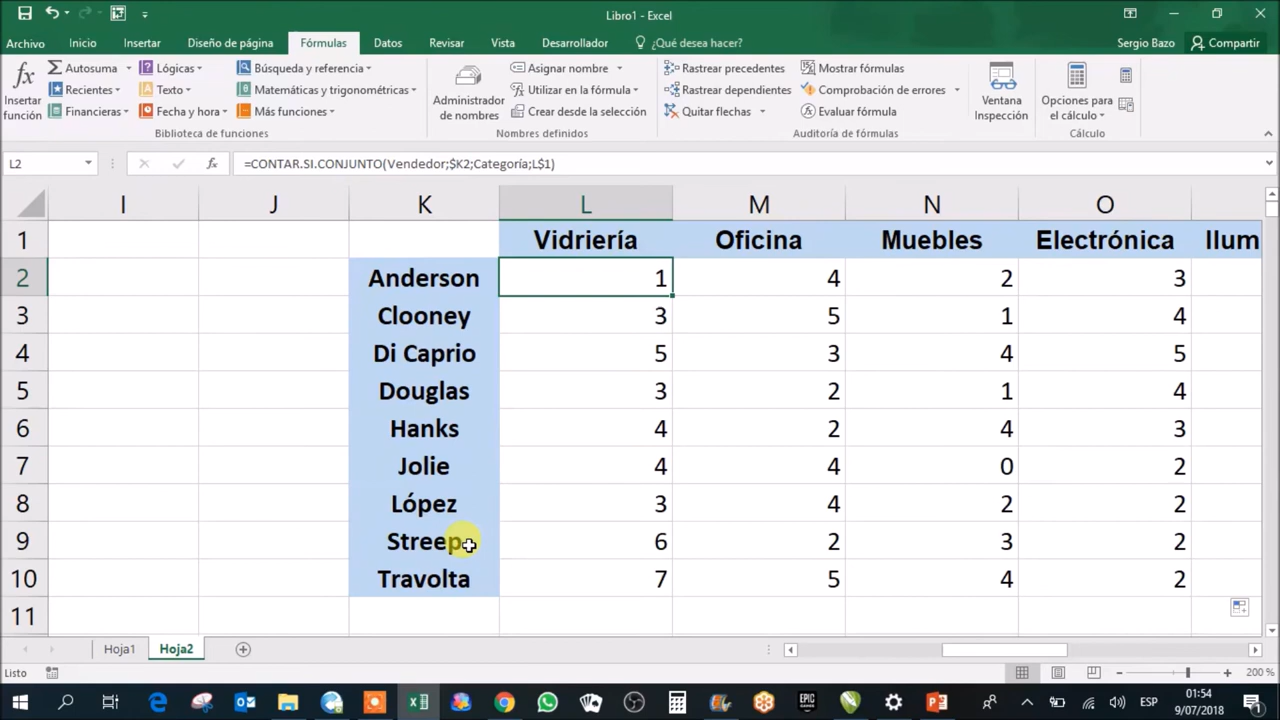 Libro1 - Excel
Archivo Inicio Insertar Diseño de página Fórmulas Datos Revisar Vista Desarrollador ¿Qué desea hacer? Sergio Bazo Compartir
fx Insertar función
Autosuma
Recientes
Financieras
Lógicas
Texto
Fecha y hora
Búsqueda y referencia
Matemáticas y trigonométricas
Más funciones
Biblioteca de funciones
Administrador
de nombres
Asignar nombre
Utilizar en la fórmula
Crear desde la selección
Nombres definidos
Rastrear precedentes
Rastrear dependientes
Quitar flechas
Mostrar fórmulas
Comprobación de errores
Evaluar fórmula
Auditoría de fórmulas
Ventana
Inspección
Opciones para
el cálculo
Cálculo
L2 fx =CONTAR.SI.CONJUNTO(Vendedor;$K2;Categoría;L$1)
I J K L M N O
1 Vidriería Oficina Muebles Electrónica Ilum
2 Anderson 1 4 2 3
3 Clooney 3 5 1 4
4 Di Caprio 5 3 4 5
5 Douglas 3 2 1 4
6 Hanks 4 2 4 3
7 Jolie 4 4 0 2
8 López 3 4 2 2
9 Streep 6 2 3 2
10 Travolta 7 5 4 2
11
Hoja1 Hoja2
Listo 200 %
ESP 01:54
9/07/2018